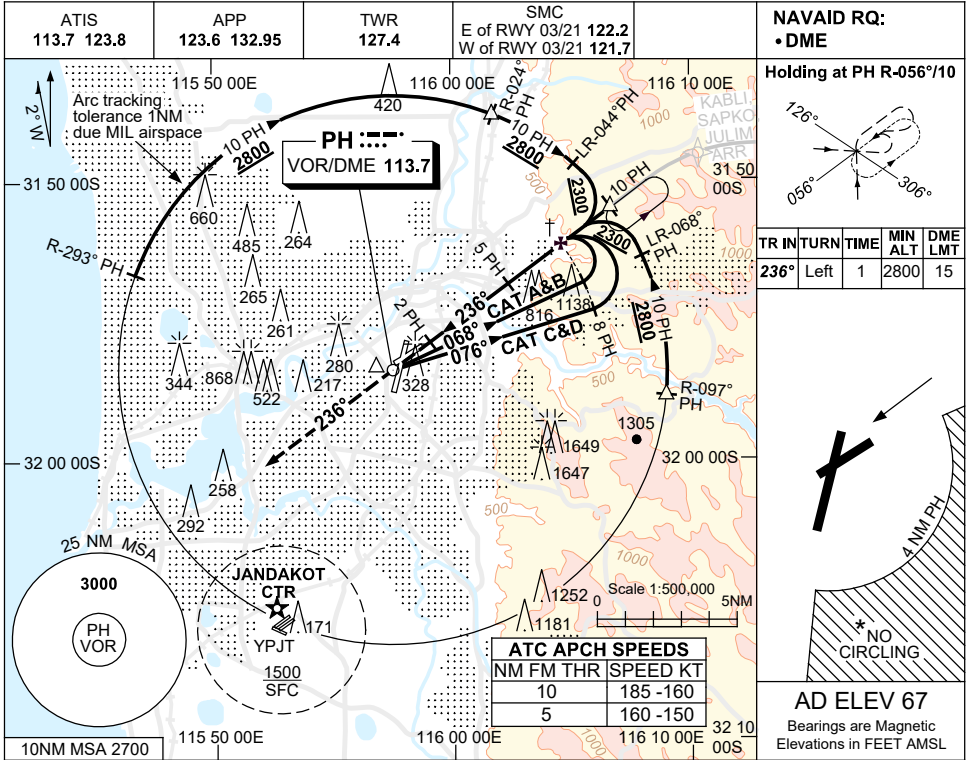 ATIS
113.7 123.8
APP
123.6 132.95
TWR
127.4
SMC
E of RWY 03/21 122.2
W of RWY 03/21 121.7
NAVAID RQ:
• DME
2° W
Arc tracking
tolerance 1NM
due MIL airspace
115 50 00E
116 00 00E
116 10 00E
420
R-024° PH
10 PH
2800
PH
VOR/DME 113.7
10 PH
2800
LR-044° PH
KABLI,
SAPKO,
JULIM
ARR
1000
500
31 50 00S
31 50
00S
2300
10 PH
2300
LR-068°
PH
1000
660
485
264
R-293° PH
265
261
5 PH
2 PH
236°
068° CAT A&B
076° CAT C&D
816
1138
8 PH
10 PH
2800
500
R-097°
PH
344
868
522
217
280
328
236°
1649
1647
1305
32 00 00S
32 00
00S
258
292
500
1000
25 NM MSA
3000
PH
VOR
JANDAKOT
CTR
171
YPJT
1500
SFC
1252
1181
Scale 1:500,000
0
5NM
ATC APCH SPEEDS
NM FM THR SPEED KT
10 185 -160
5 160 -150
1000
10NM MSA 2700
115 50 00E
116 00 00E
116 10 00E
32 10
00S
Holding at PH R-056°/10
126°
056°
306°
TR IN TURN TIME MIN ALT DME LMT
236° Left 1 2800 15
4 NM PH
* NO
CIRCLING
AD ELEV 67
Bearings are Magnetic
Elevations in FEET AMSL